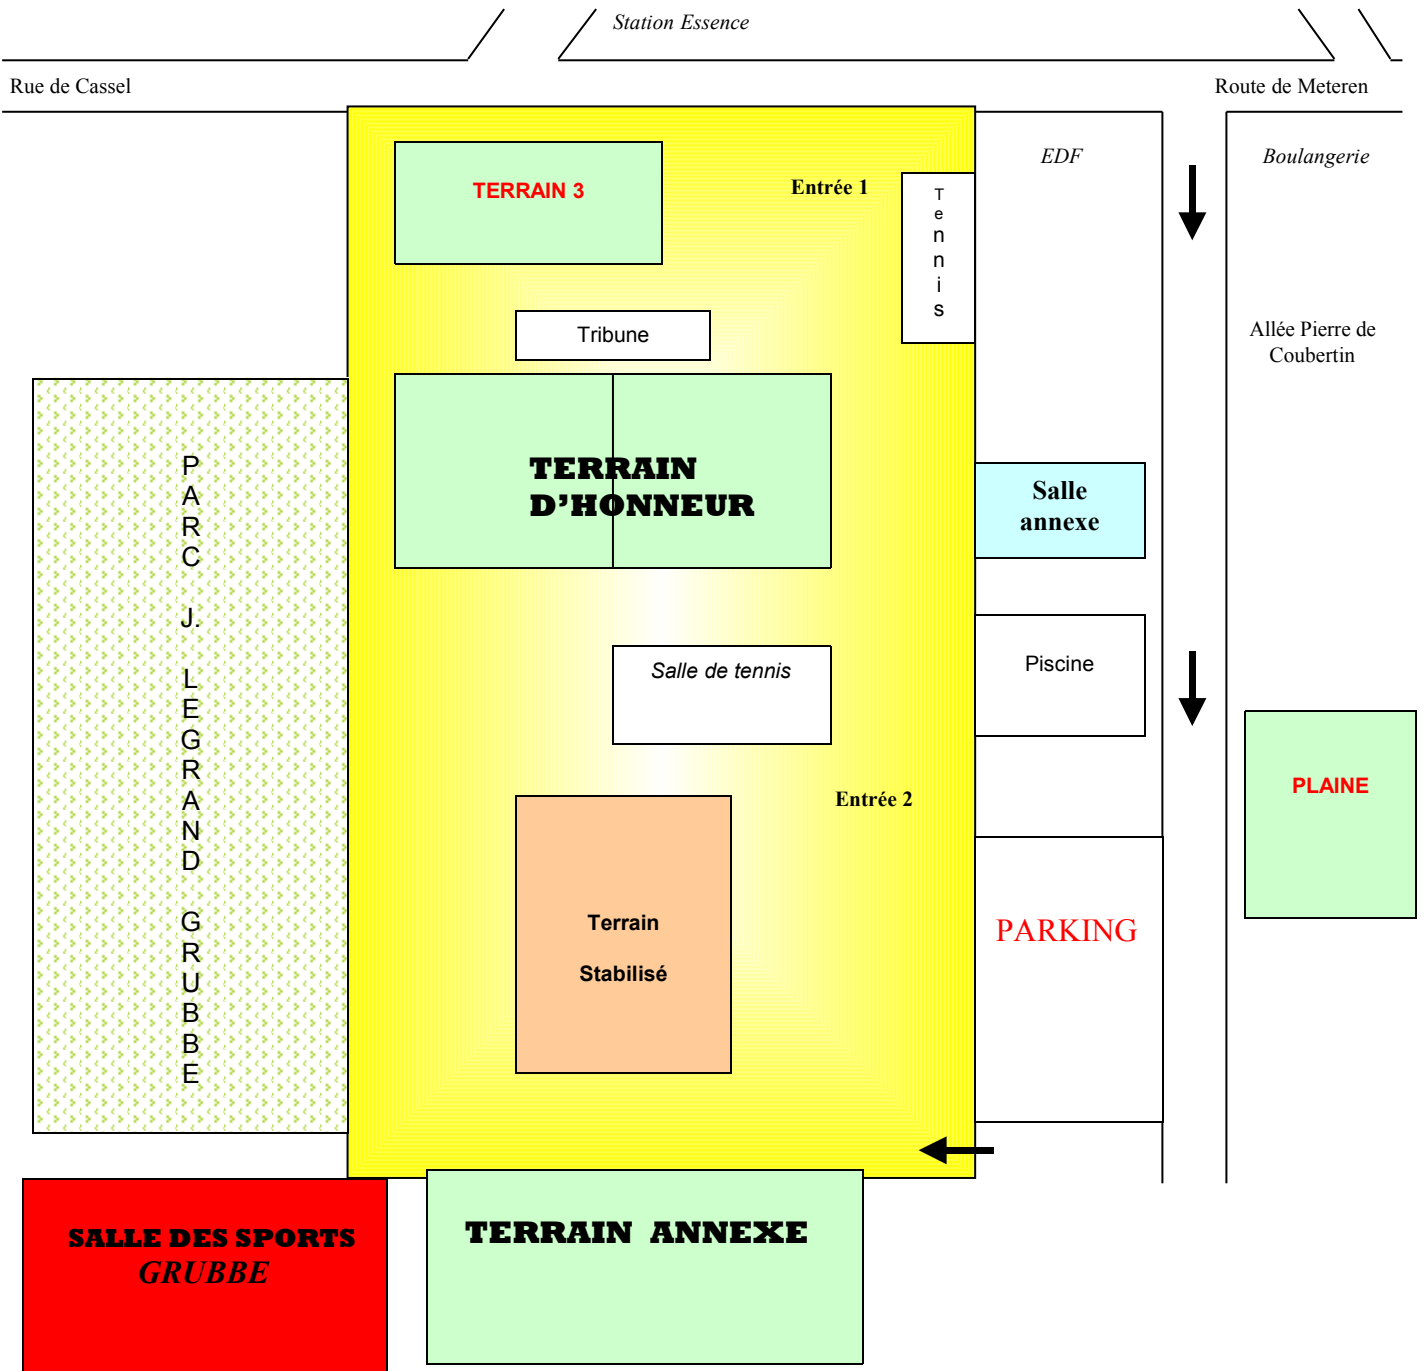 Station Essence
Rue de Cassel
Route de Meteren
EDF
Boulangerie
TERRAIN 3
Entrée 1
Tennis
Tribune
Allée Pierre de
Coubertin
PARC J. LEGRAND GRUBBE
TERRAIN
D’HONNEUR
Salle
annexe
Salle de tennis
Piscine
PLAINE
Entrée 2
Terrain
Stabilisé
PARKING
SALLE DES SPORTS
GRUBBE
TERRAIN ANNEXE